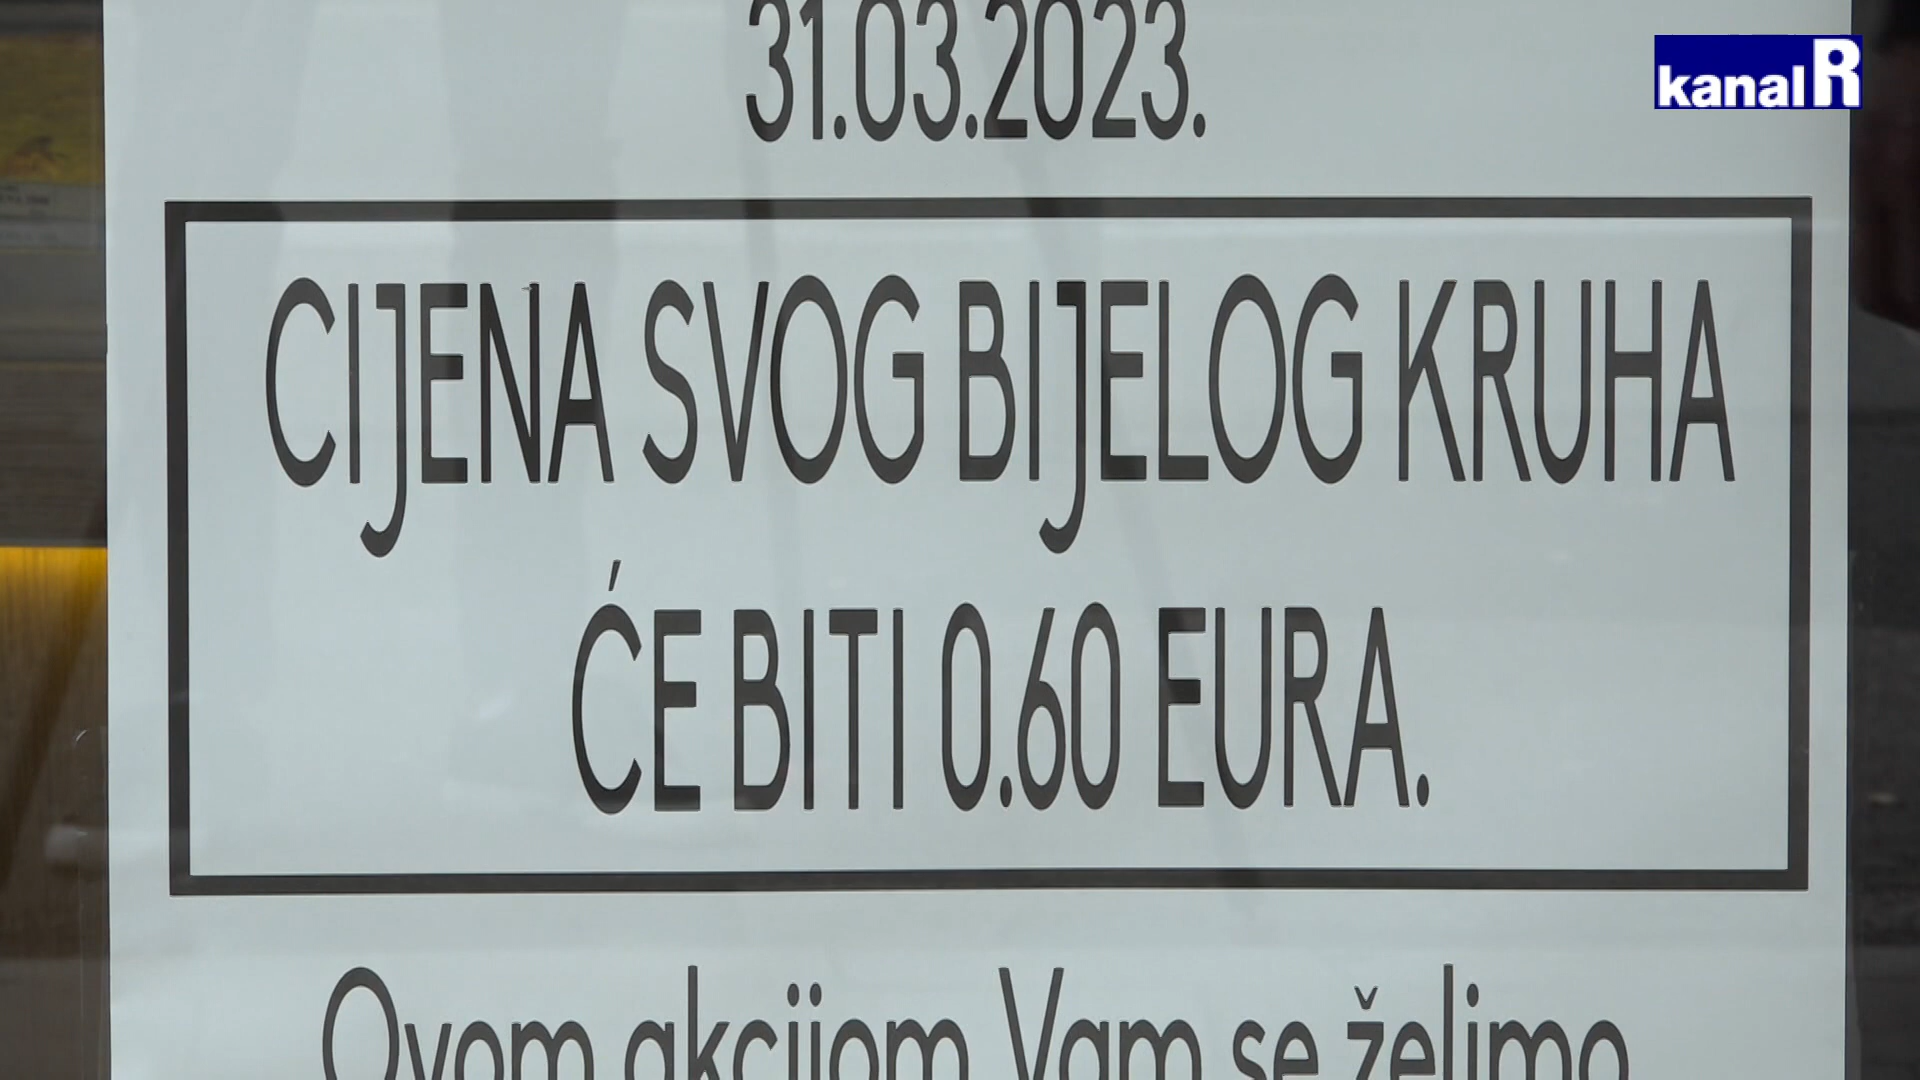 31.03.2023.
kanal R
CIJENA SVOG BIJELOG KRUHA
ĆE BITI 0.60 EURA.
Ovom akcijom Vam se želimo